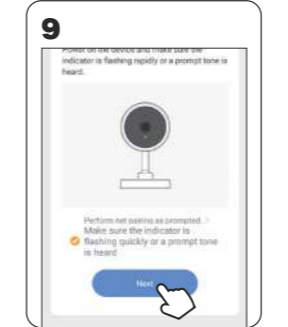 9
Power on the device and make sure the
indicator is flashing repidly or a prompt tone is
heard.
Perform net pairing as prompted.
Make sure the indicator is
flashing quickly or a prompt tone
is heard
Next